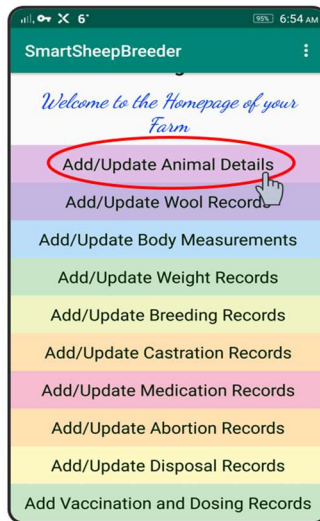 6°
95% 6:54 AM
SmartSheepBreeder
Welcome to the Homepage of your
Farm
Add/Update Animal Details
Add/Update Wool Records
Add/Update Body Measurements
Add/Update Weight Records
Add/Update Breeding Records
Add/Update Castration Records
Add/Update Medication Records
Add/Update Abortion Records
Add/Update Disposal Records
Add Vaccination and Dosing Records